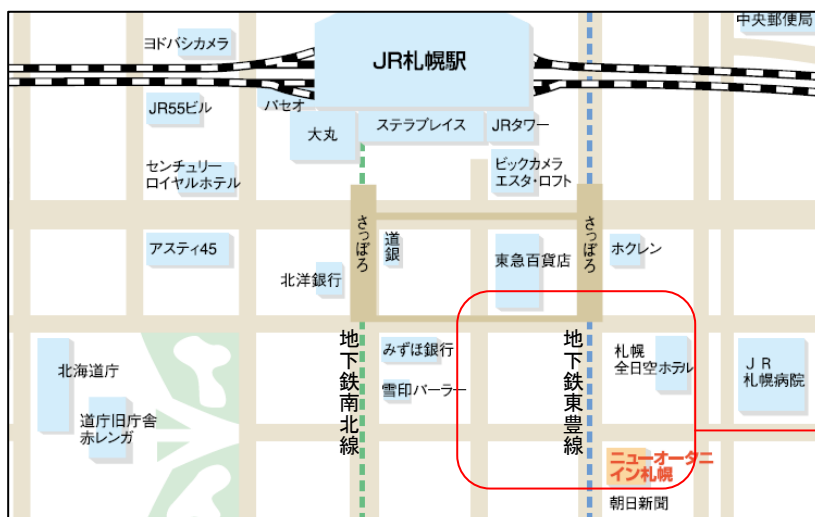 中央郵便局
ヨドバシカメラ
JR札幌駅
JR55ビル
パセオ
大丸
ステラプレイス
JRタワー
センチュリー
ロイヤルホテル
ビックカメラ
エスタ・ロフト
さっぽろ
さっぽろ
アスティ45
道銀
北洋銀行
東急百貨店
ホクレン
地下鉄南北線
地下鉄東豊線
みずほ銀行
雪印パーラー
札幌
全日空ホテル
JR
札幌病院
北海道庁
道庁旧庁舎
赤レンガ
ニューオータニ
イン札幌
朝日新聞